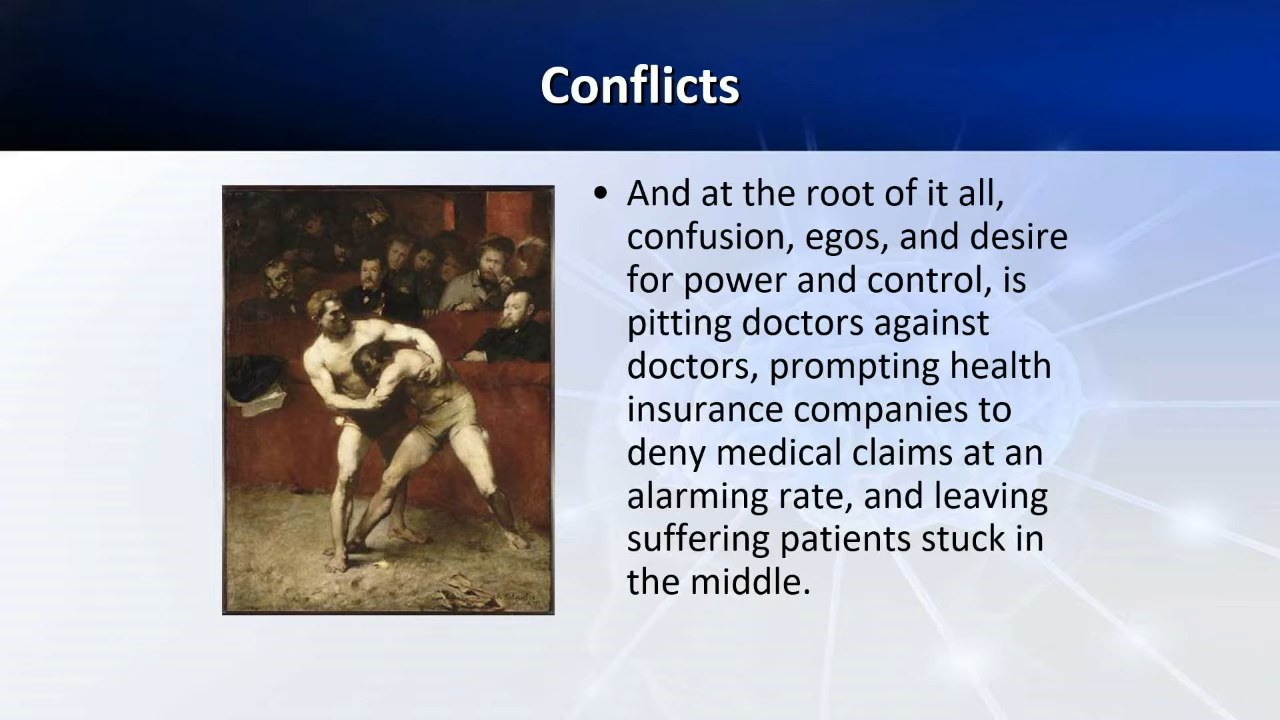 Conflicts
• And at the root of it all,
confusion, egos, and desire
for power and control, is
pitting doctors against
doctors, prompting health
insurance companies to
deny medical claims at an
alarming rate, and leaving
suffering patients stuck in
the middle.